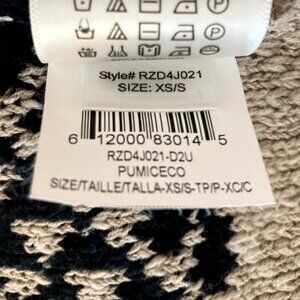 Style# RZD4J021
SIZE: XS/S
6 12000 83014 5
RZD4J021-D2U
PUMICECO
SIZE/TAILLE/TALLA-XS/S-TP/P-XC/C